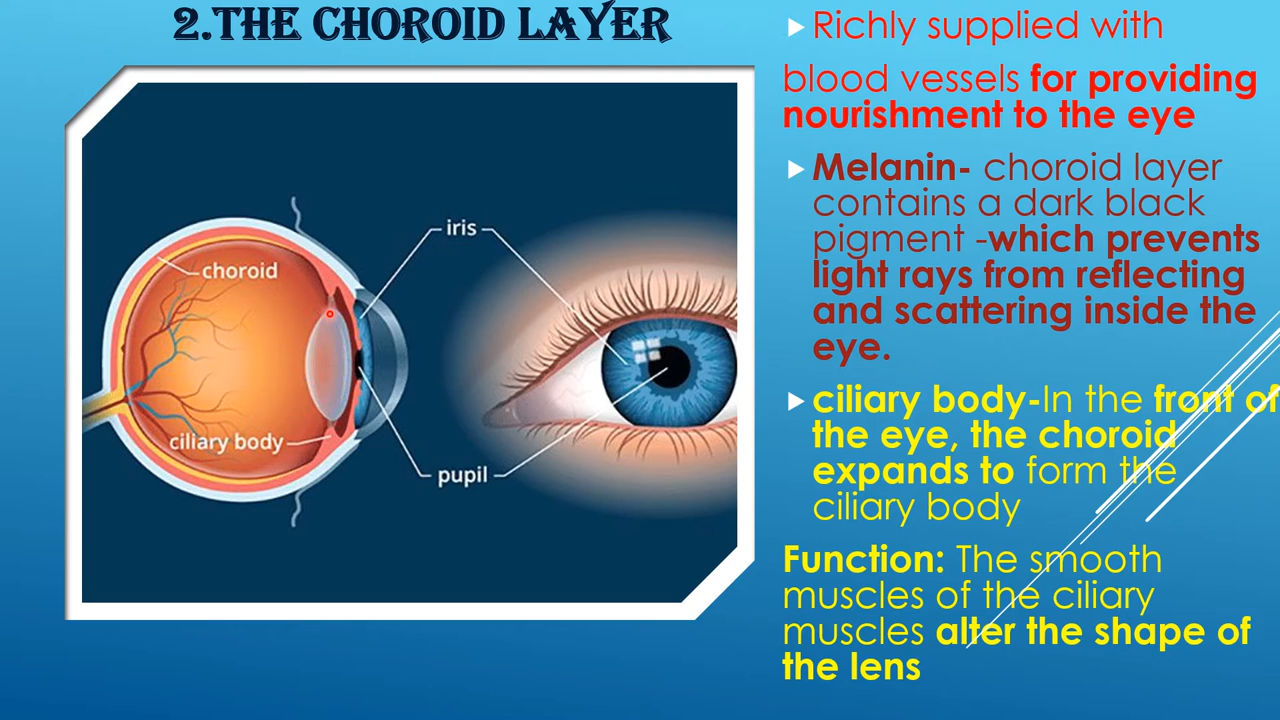 2.THE CHOROID LAYER
iris
choroid
ciliary body
pupil
Richly supplied with
blood vessels for providing
nourishment to the eye
Melanin- choroid layer
contains a dark black
pigment -which prevents
light rays from reflecting
and scattering inside the
eye.
ciliary body-In the front of
the eye, the choroid
expands to form the
ciliary body
Function: The smooth
muscles of the ciliary
muscles alter the shape of
the lens